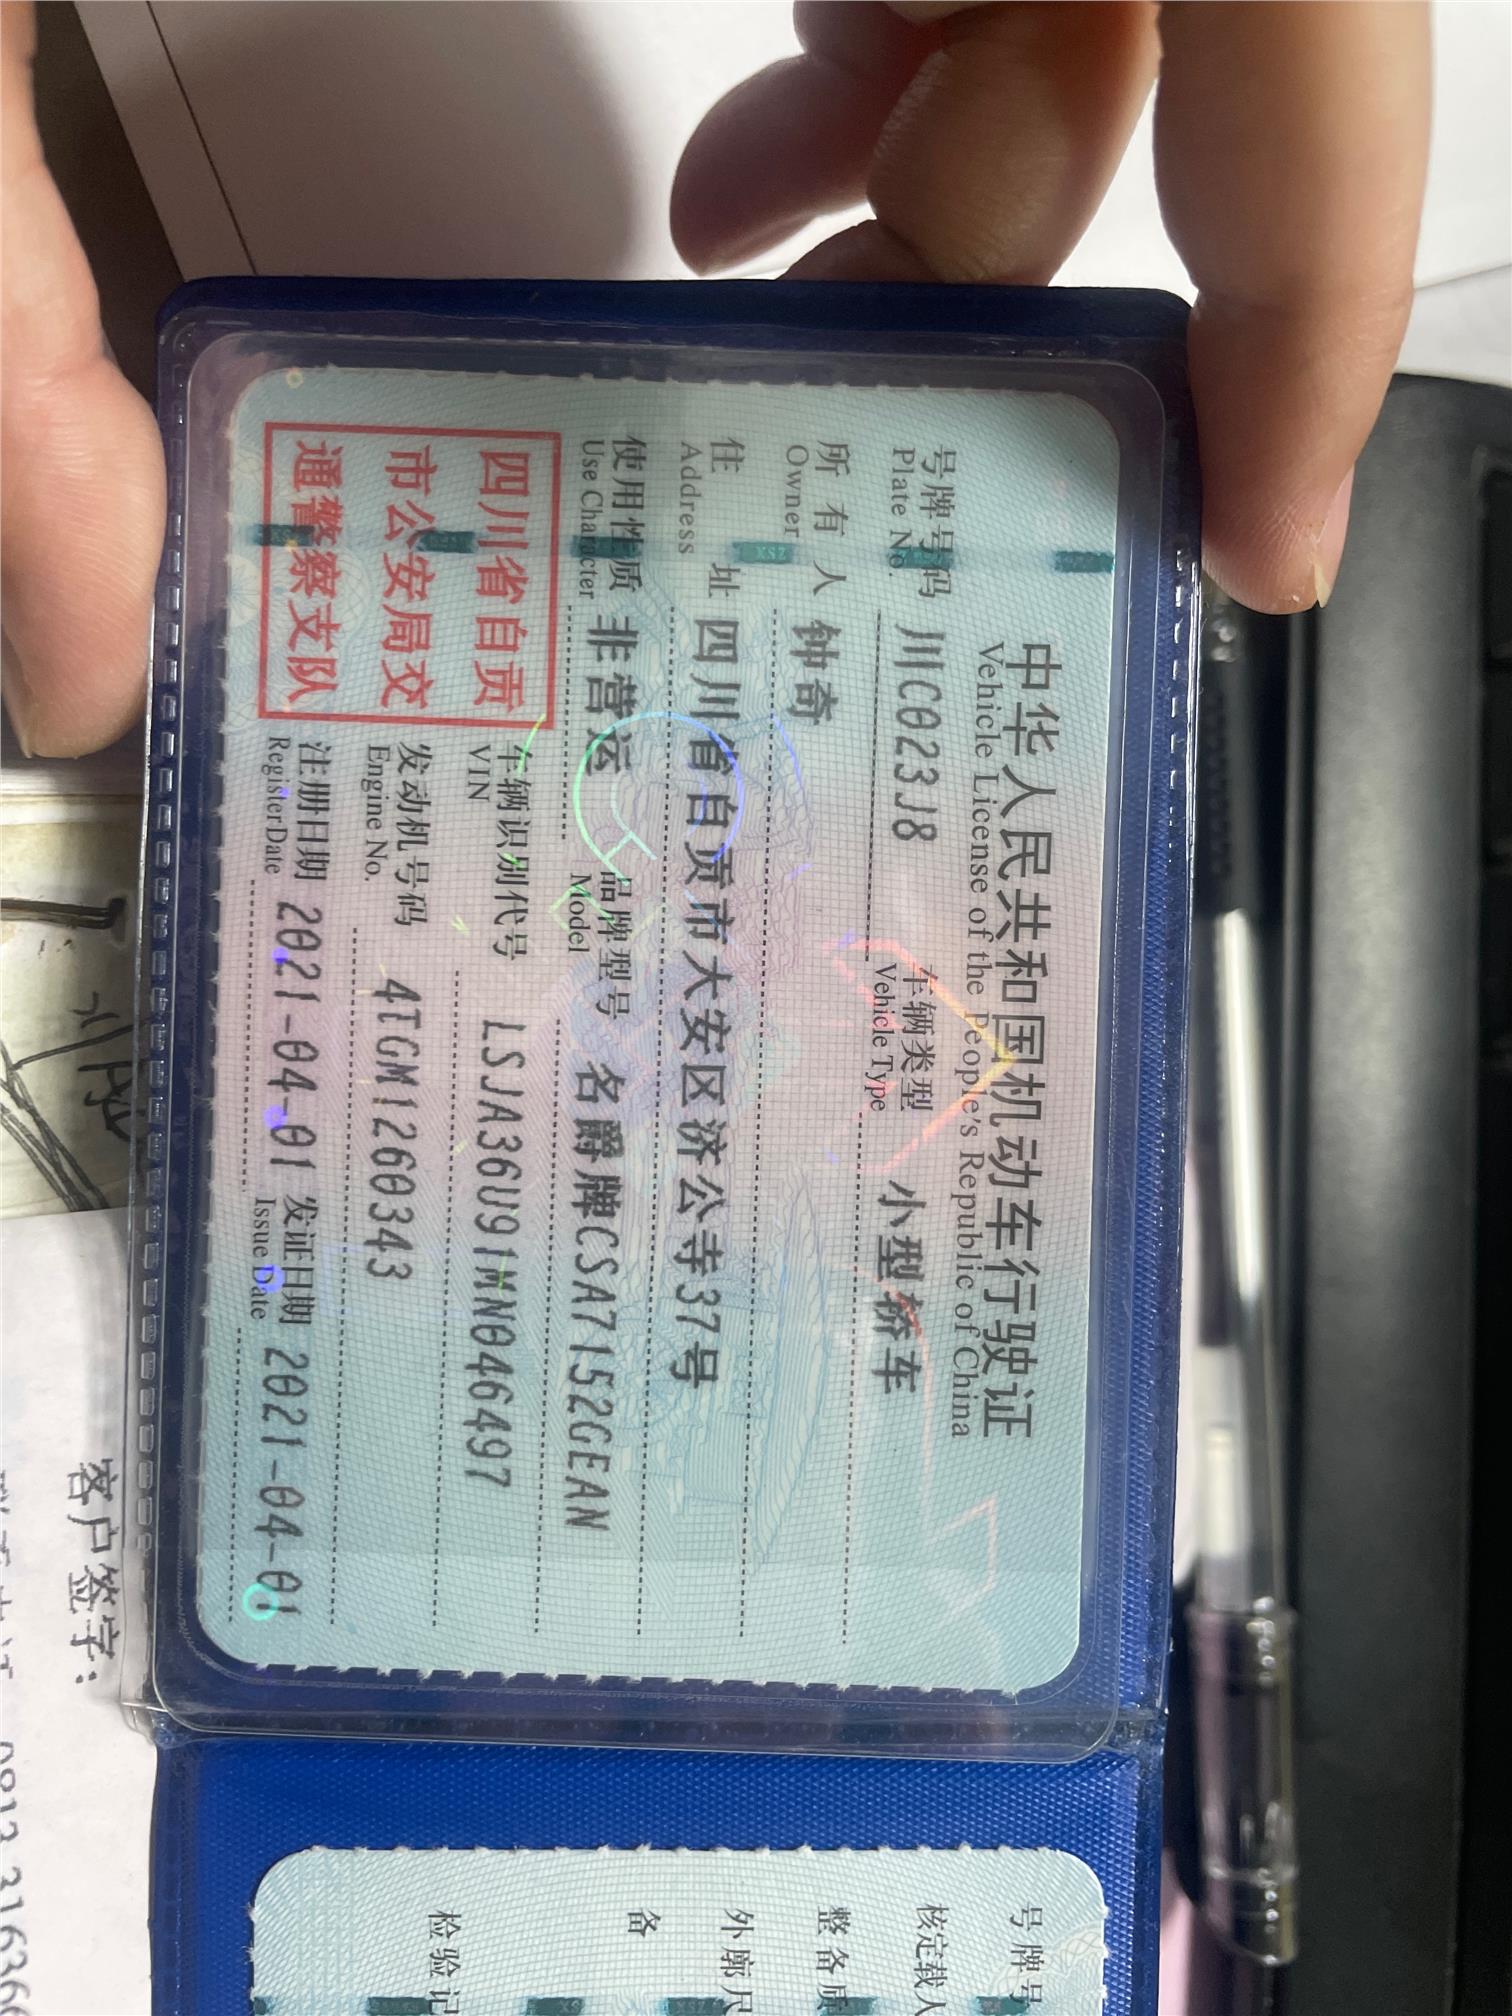 中华人民共和国机动车行驶证
Vehicle License of the People's Republic of China
号牌号码 川C023J8 车辆类型 小型轿车
Plate No. Vehicle Type
所有人 钟奇
Owner
住址 四川省自贡市大安区济公寺37号
Address
使用性质 非营运 品牌型号 名爵牌CSA7152GEAN
Use Character Model
四川省自贡
市公安局交
通警察支队
车辆识别代号 LSJA36U91MN046497
VIN
发动机号码 4IGM1260343
Engine No.
注册日期 2021-04-01 发证日期 2021-04-01
Register Date Issue Date
号牌号
核定载人
整备质
外廓尺
备
检验记
客户签字: